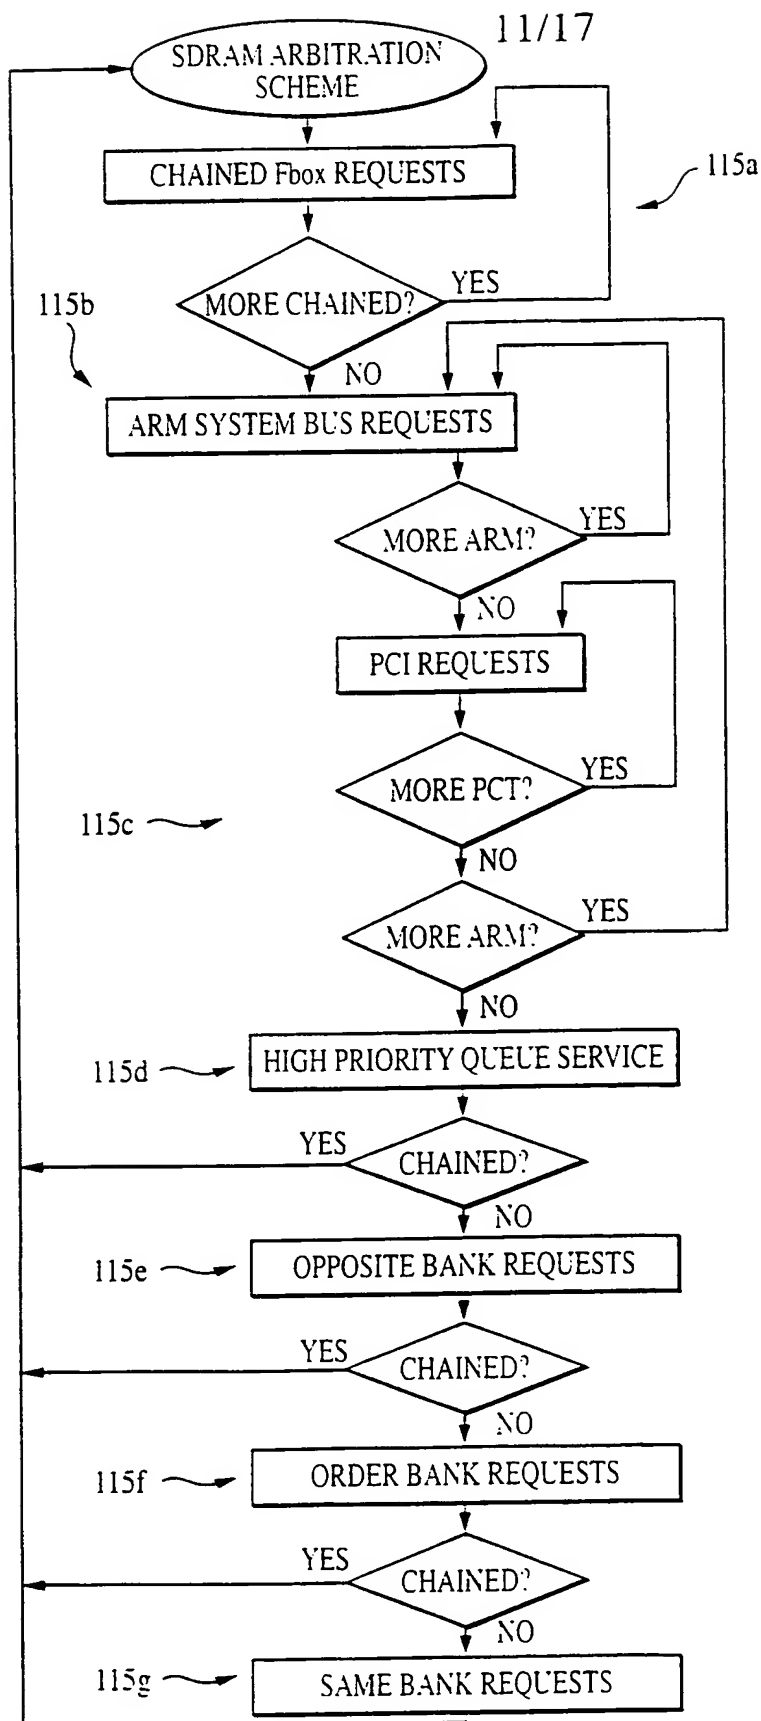 11/17
SDRAM ARBITRATION
SCHEME
CHAINED Fbox REQUESTS
115a
MORE CHAINED?
YES
115b
NO
ARM SYSTEM BUS REQUESTS
MORE ARM?
YES
NO
PCI REQUESTS
MORE PCT?
YES
115c
NO
MORE ARM?
YES
NO
115d
HIGH PRIORITY QUEUE SERVICE
YES
CHAINED?
NO
115e
OPPOSITE BANK REQUESTS
YES
CHAINED?
NO
115f
ORDER BANK REQUESTS
YES
CHAINED?
NO
115g
SAME BANK REQUESTS